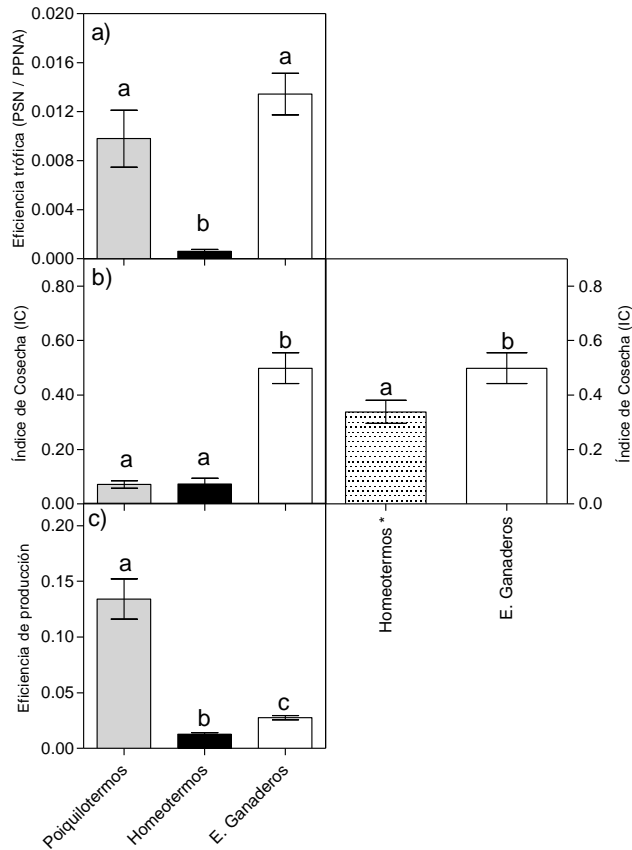 a)
Eficiencia trófica (PSN / PPNA)
0.020
0.016
0.012
0.008
0.004
0.000
a
b
a
b)
Índice de Cosecha (IC)
0.80
0.60
0.40
0.20
0.00
a
a
b
a
b
0.8
0.6
0.4
0.2
0.0
Índice de Cosecha (IC)
Homeotermos *
E. Ganaderos
c)
Eficiencia de producción
0.20
0.15
0.10
0.05
0.00
a
b
c
Poiquilotermos
Homeotermos
E. Ganaderos